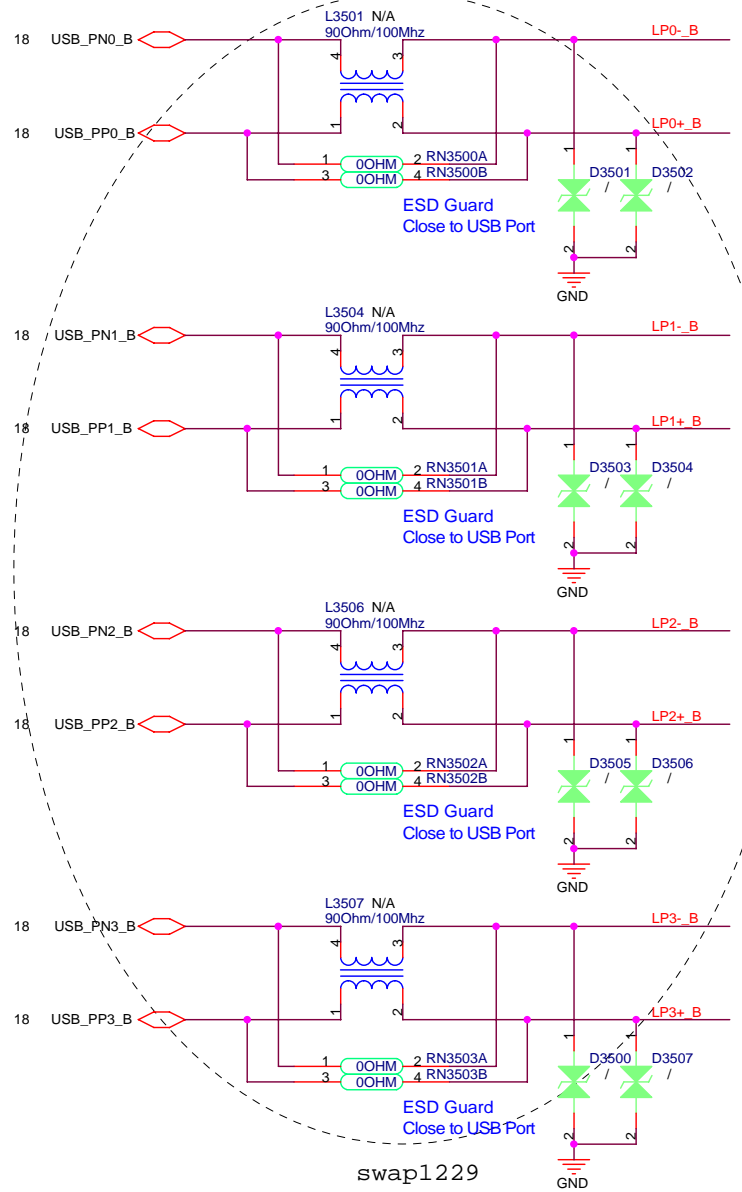 L3501 N/A
90Ohm/100Mhz
18 USB_PN0_B 4 3 LP0-_B
18 USB_PP0_B 1 2 LP0+_B
1 0OHM 2 RN3500A
3 0OHM 4 RN3500B
1 1
D3501 D3502
/ /
ESD Guard
Close to USB Port
2 2
GND
L3504 N/A
90Ohm/100Mhz
18 USB_PN1_B 4 3 LP1-_B
18 USB_PP1_B 1 2 LP1+_B
1 0OHM 2 RN3501A
3 0OHM 4 RN3501B
1 1
D3503 D3504
/ /
ESD Guard
Close to USB Port
2 2
GND
L3506 N/A
90Ohm/100Mhz
18 USB_PN2_B 4 3 LP2-_B
18 USB_PP2_B 1 2 LP2+_B
1 0OHM 2 RN3502A
3 0OHM 4 RN3502B
1 1
D3505 D3506
/ /
ESD Guard
Close to USB Port
2 2
GND
L3507 N/A
90Ohm/100Mhz
18 USB_PN3_B 4 3 LP3-_B
18 USB_PP3_B 1 2 LP3+_B
1 0OHM 2 RN3503A
3 0OHM 4 RN3503B
1 1
D3500 D3507
/ /
ESD Guard
Close to USB Port
2 2
GND
swap1229